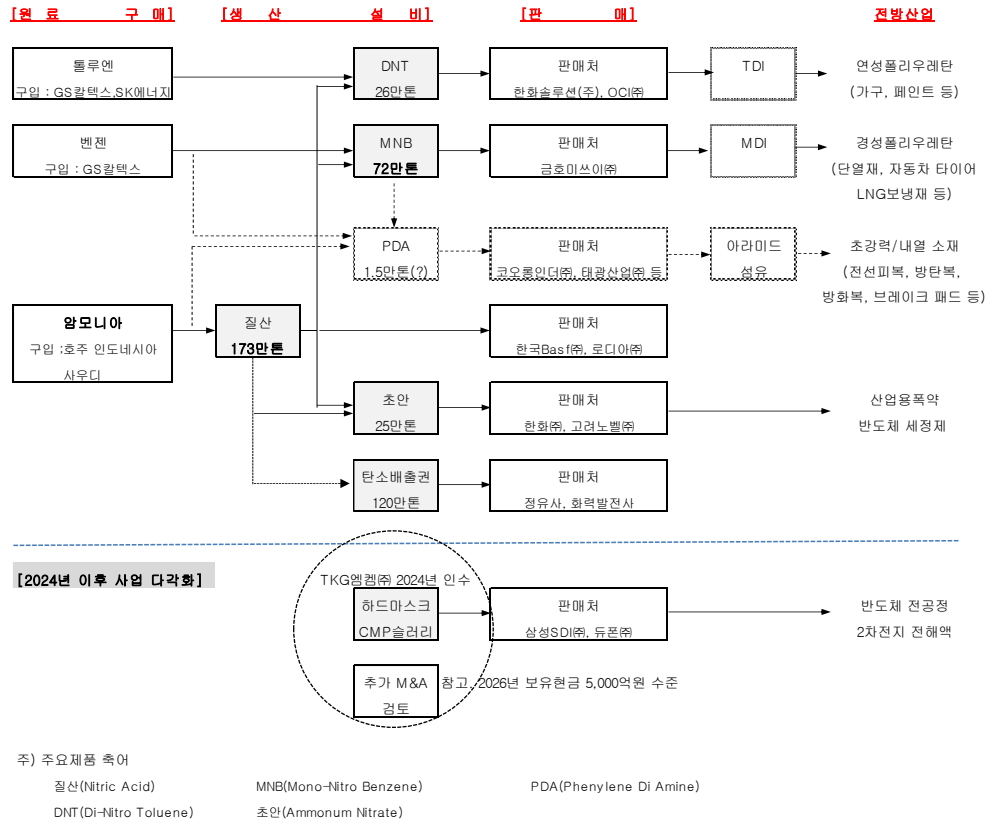 [원 료 구 매] [생 산 설 비] [판 매] 전방산업
톨루엔
구입 : GS칼텍스,SK에너지
DNT
26만톤
판매처
한화솔루션(주), OCI㈜
TDI
연성폴리우레탄
(가구, 페인트 등)
벤젠
구입 : GS칼텍스
MNB
72만톤
판매처
금호미쓰이㈜
MDI
경성폴리우레탄
(단열재, 자동차 타이어
LNG보냉재 등)
PDA
1.5만톤(?)
판매처
코오롱인더㈜, 태광산업㈜ 등
아라미드
섬유
초강력/내열 소재
(전선피복, 방탄복,
방화복, 브레이크 패드 등)
암모니아
구입 :호주 인도네시아
사우디
질산
173만톤
판매처
한국Basf㈜, 로디아㈜
초안
25만톤
판매처
한화㈜, 고려노벨㈜
산업용폭약
반도체 세정제
탄소배출권
120만톤
판매처
정유사, 화력발전사
[2024년 이후 사업 다각화]
TKG엠켐㈜ 2024년 인수
하드마스크
CMP슬러리
판매처
삼성SDI㈜, 듀폰㈜
반도체 전공정
2차전지 전해액
추가 M&A
검토
참고. 2026년 보유현금 5,000억원 수준
주) 주요제품 축어
질산(Nitric Acid) MNB(Mono-Nitro Benzene) PDA(Phenylene Di Amine)
DNT(Di-Nitro Toluene) 초안(Ammonum Nitrate)